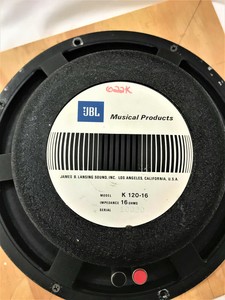 622K
JBL Musical Products
JAMES B. LANSING SOUND, INC. LOS ANGELES, CALIFORNIA, U.S.A.
MODEL K 120-16
IMPEDANCE 16 OHMS
SERIAL